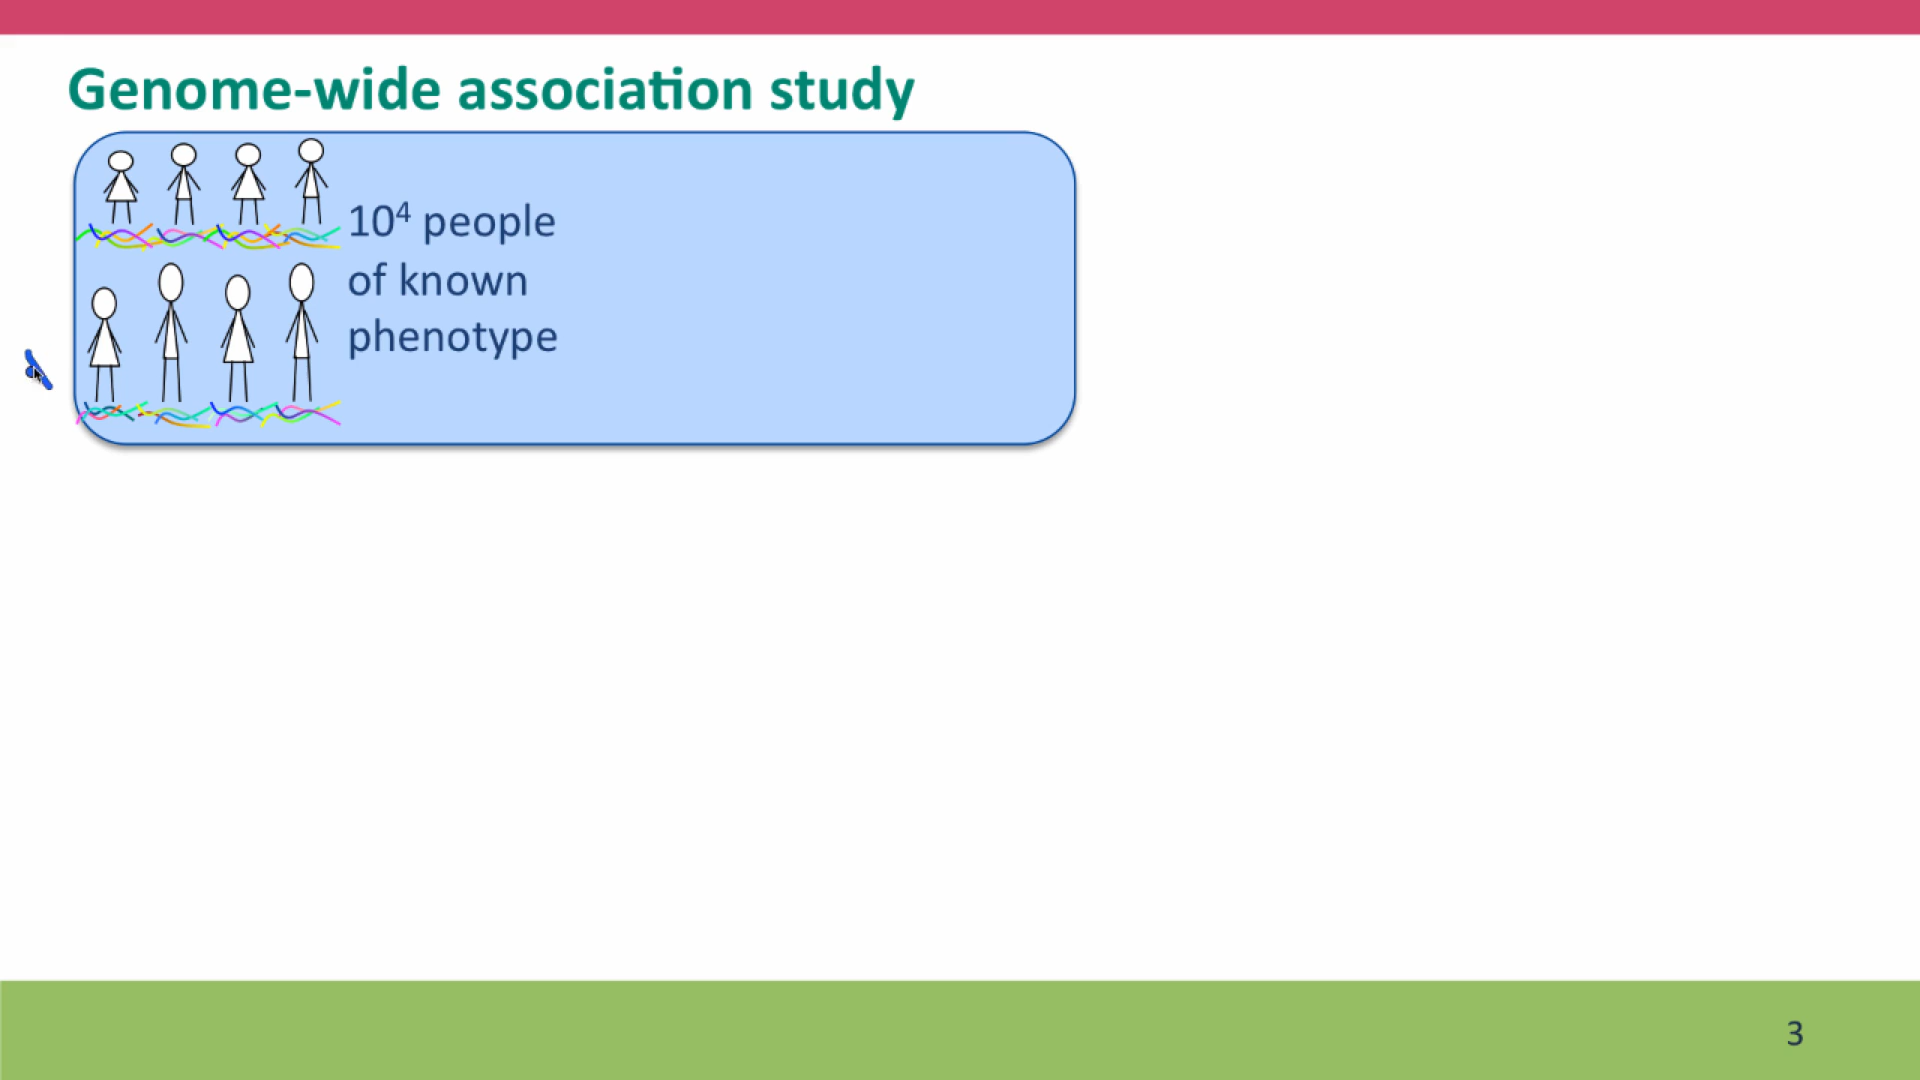 Genome-wide association study
10⁴ people
of known
phenotype
3